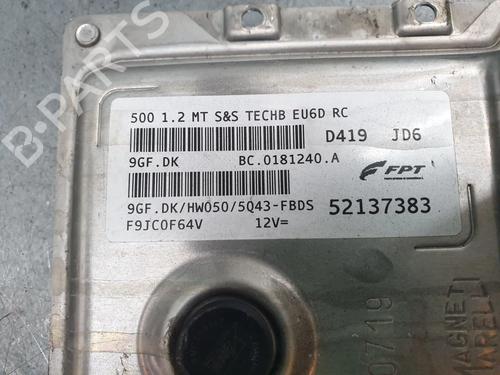 500 1.2 MT S&S TECHB EU6D RC
D419 JD6
9GF.DK BC.0181240.A
FPT
9GF.DK/HW050/5Q43-FBDS 52137383
F9JC0F64V 12V=
0719
MAGNETI
MARELLI
B-PARTS